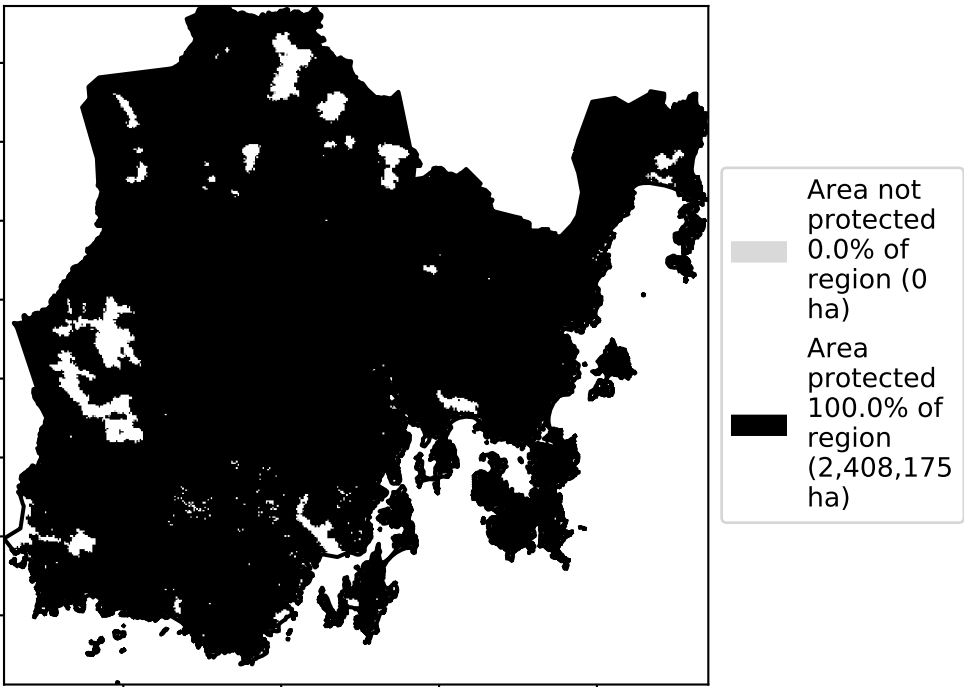 Area not
protected
0.0% of
region (0
ha)
Area
protected
100.0% of
region
(2,408,175
ha)